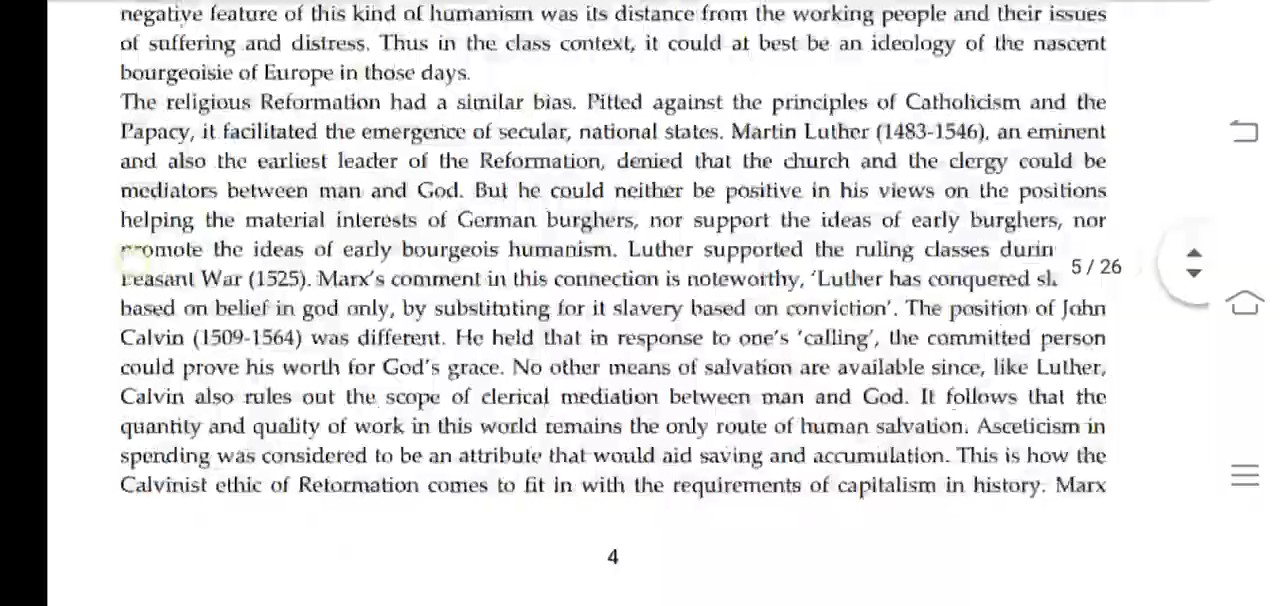 negative feature of this kind of humanism was its distance from the working people and their issues
of suffering and distress. Thus in the class context, it could at best be an ideology of the nascent
bourgeoisie of Europe in those days.
The religious Reformation had a similar bias. Pitted against the principles of Catholicism and the
Papacy, it facilitated the emergence of secular, national states. Martin Luther (1483-1546), an eminent
and also the earliest leader of the Reformation, denied that the church and the clergy could be
mediators between man and God. But he could neither be positive in his views on the positions
helping the material interests of German burghers, nor support the ideas of early burghers, nor
promote the ideas of early bourgeois humanism. Luther supported the ruling classes durin
Peasant War (1525). Marx's comment in this connection is noteworthy, 'Luther has conquered
5 / 26
based on belief in god only, by substituting for it slavery based on conviction'. The position of John
Calvin (1509-1564) was different. He held that in response to one's 'calling', the committed person
could prove his worth for God's grace. No other means of salvation are available since, like Luther,
Calvin also rules out the scope of clerical mediation between man and God. It follows that the
quantity and quality of work in this world remains the only route of human salvation. Asceticism in
spending was considered to be an attribute that would aid saving and accumulation. This is how the
Calvinist ethic of Reformation comes to fit in with the requirements of capitalism in history. Marx
4